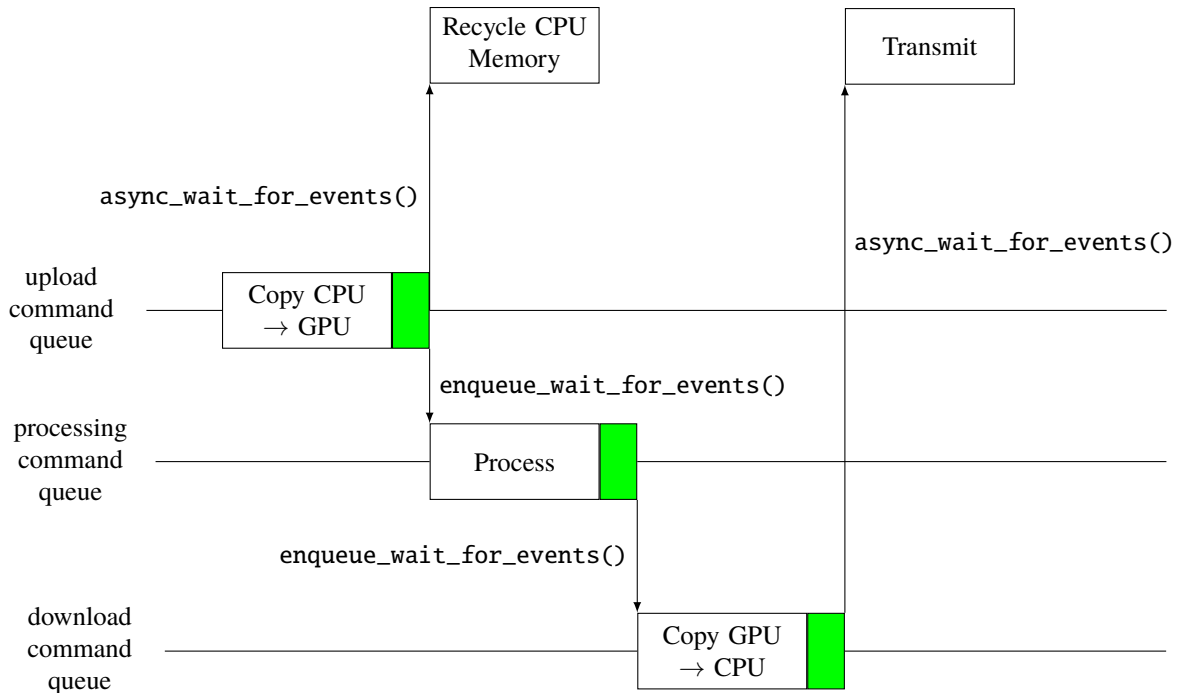 Recycle CPU
Memory
Transmit
async_wait_for_events()
async_wait_for_events()
upload
command
queue
Copy CPU
→ GPU
enqueue_wait_for_events()
processing
command
queue
Process
enqueue_wait_for_events()
download
command
queue
Copy GPU
→ CPU